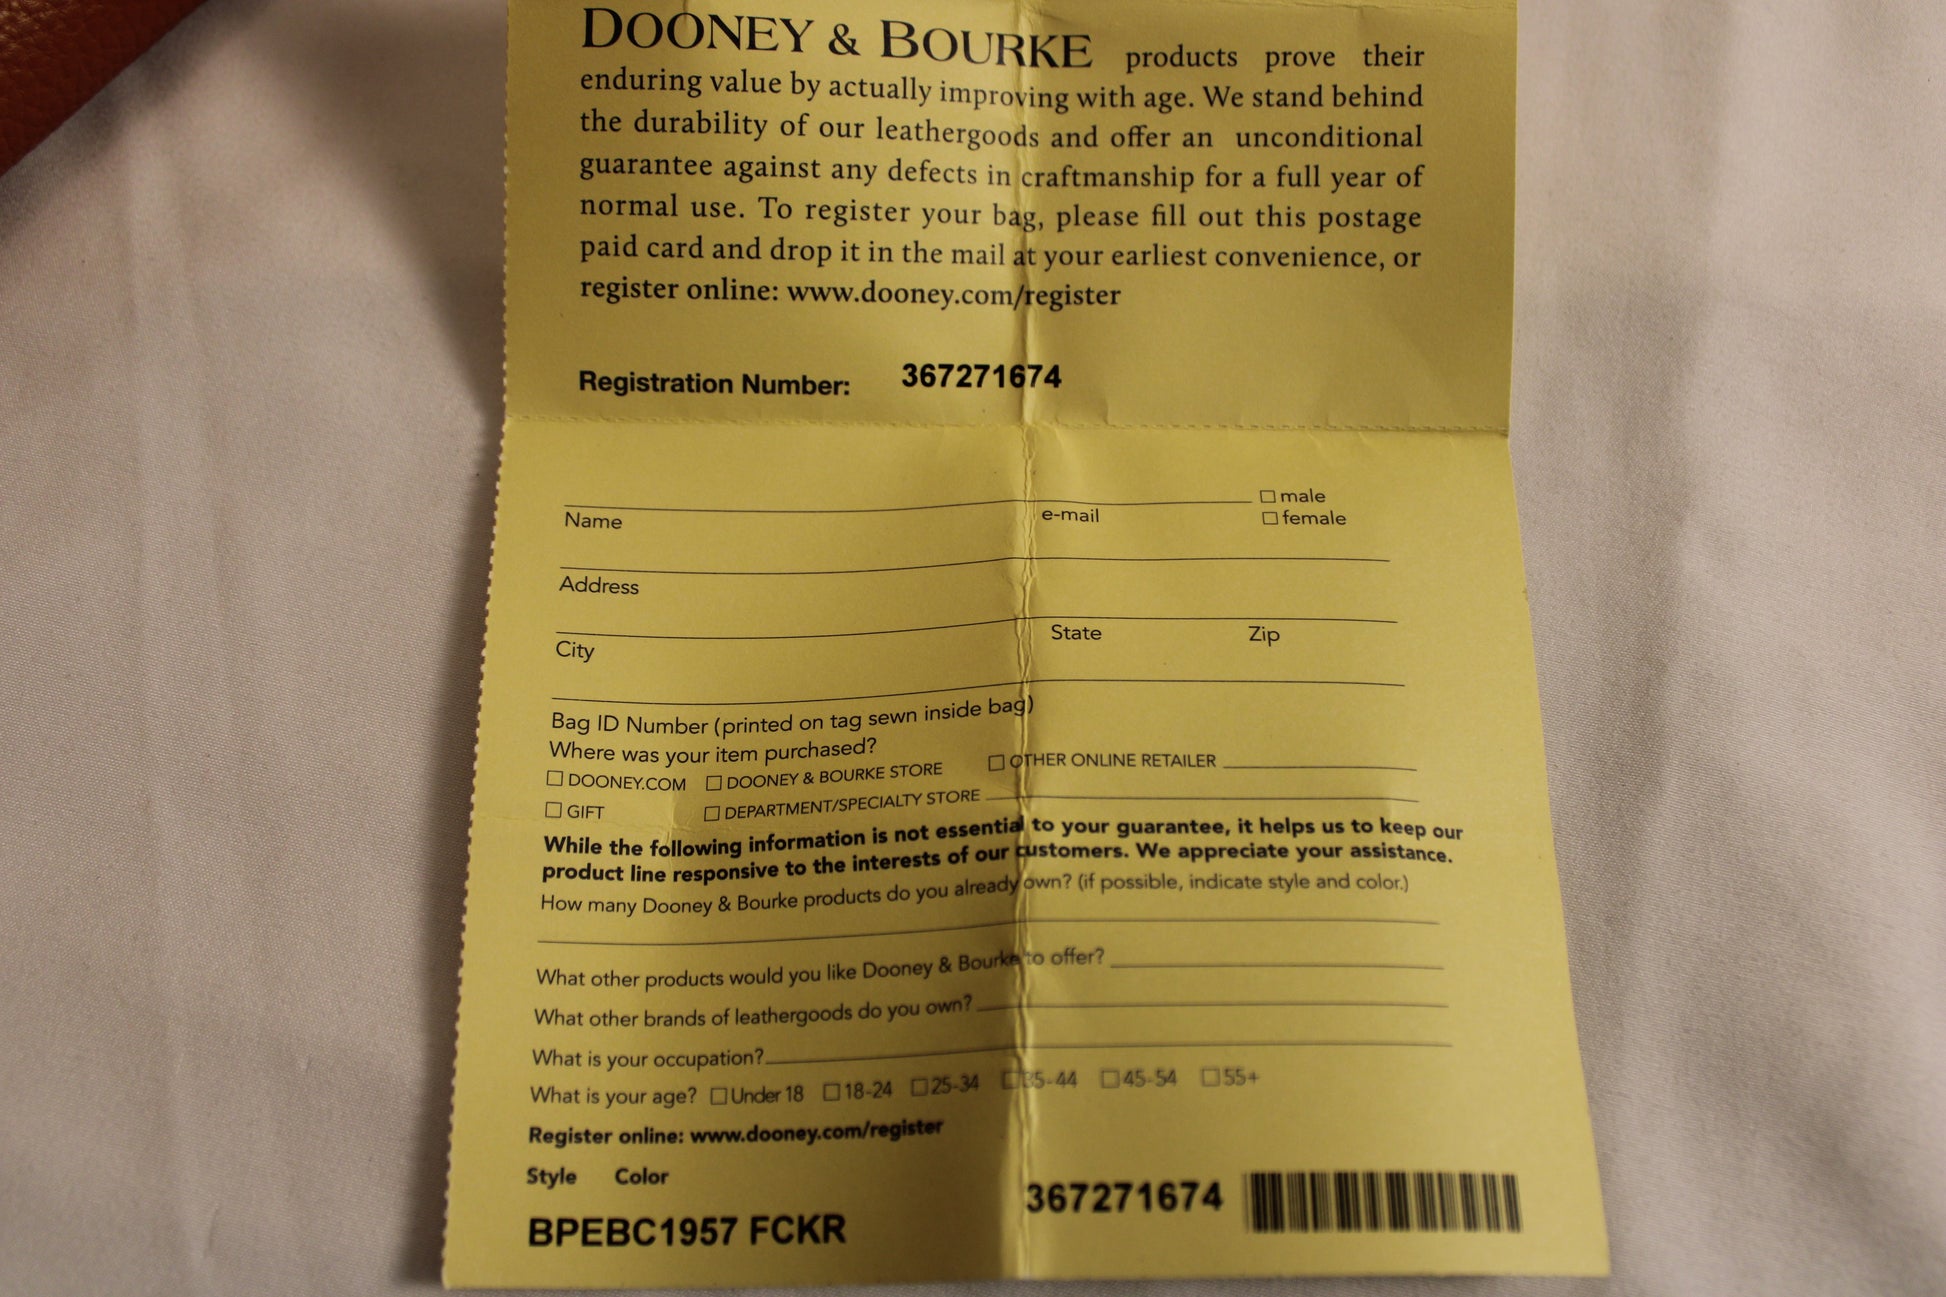 DOONEY & BOURKE products prove their
enduring value by actually improving with age. We stand behind
the durability of our leathergoods and offer an unconditional
guarantee against any defects in craftmanship for a full year of
normal use. To register your bag, please fill out this postage
paid card and drop it in the mail at your earliest convenience, or
register online: www.dooney.com/register
Registration Number: 367271674
male
Name e-mail female
Address
City State Zip
Bag ID Number (printed on tag sewn inside bag)
Where was your item purchased?
DOONEY.COM DOONEY & BOURKE STORE OTHER ONLINE RETAILER
GIFT DEPARTMENT/SPECIALTY STORE
While the following information is not essential to your guarantee, it helps us to keep our
product line responsive to the interests of our customers. We appreciate your assistance.
How many Dooney & Bourke products do you already own? (if possible, indicate style and color.)
What other products would you like Dooney & Bourke to offer?
What other brands of leathergoods do you own?
What is your occupation?
What is your age? Under 18 18-24 25-34 35-44 45-54 55+
Register online: www.dooney.com/register
Style Color
BPEBC1957 FCKR 367271674